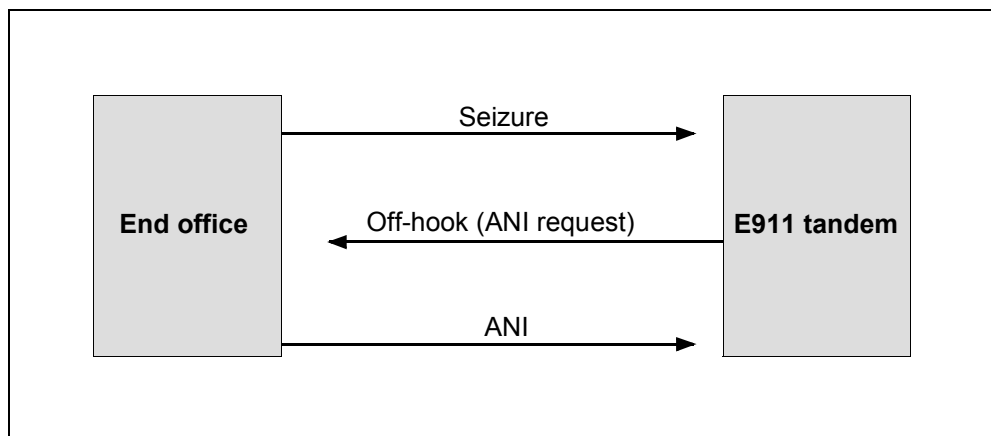 Seizure
End office
Off-hook (ANI request)
E911 tandem
ANI